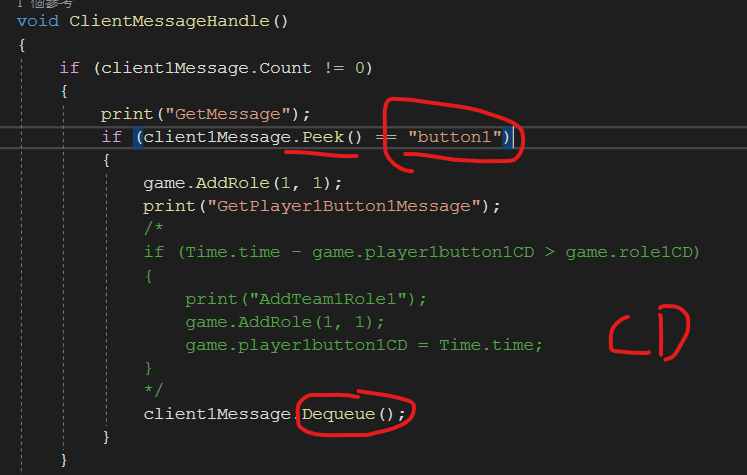 1 個參考
void ClientMessageHandle()
{
if (client1Message.Count != 0)
{
print("GetMessage");
if (client1Message.Peek() == "button1")
{
game.AddRole(1, 1);
print("GetPlayer1Button1Message");
/*
if (Time.time - game.player1button1CD > game.role1CD)
{
print("AddTeam1Role1");
game.AddRole(1, 1);
game.player1button1CD = Time.time;
}
*/
CD
client1Message.Dequeue();
}
}